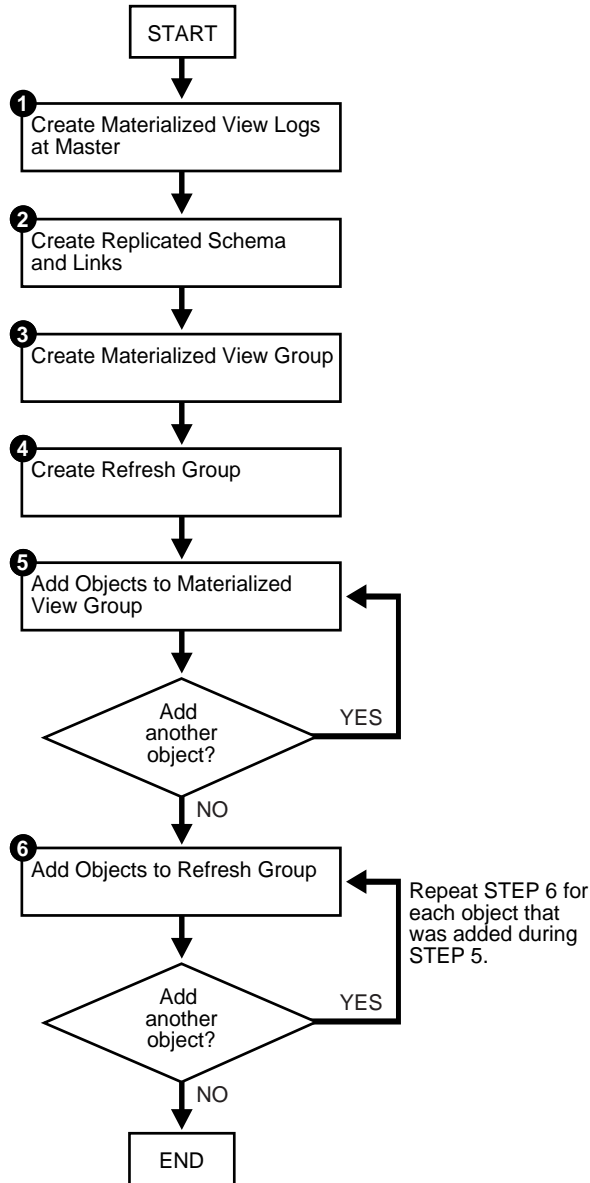 START
1
Create Materialized View Logs
at Master
2
Create Replicated Schema
and Links
3
Create Materialized View Group
4
Create Refresh Group
5
Add Objects to Materialized
View Group
Add
another
object?
YES
NO
6
Add Objects to Refresh Group
Repeat STEP 6 for
each object that
was added during
STEP 5.
Add
another
object?
YES
NO
END